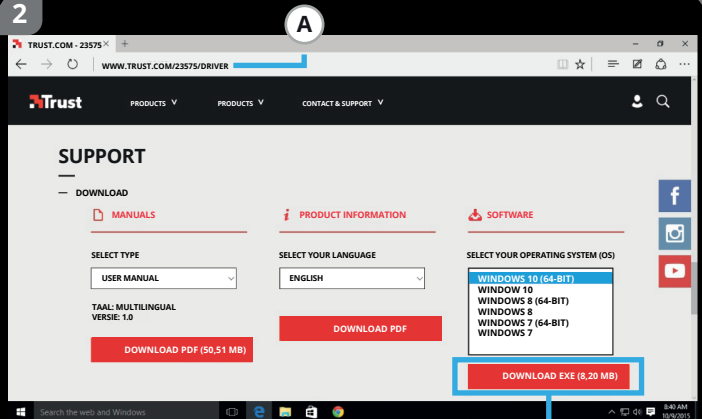 2
A
TRUST.COM - 23575
WWW.TRUST.COM/23575/DRIVER
Trust
PRODUCTS
PRODUCTS
CONTACT & SUPPORT
SUPPORT
DOWNLOAD
MANUALS
SELECT TYPE
USER MANUAL
TAAL: MULTILINGUAL
VERSIE: 1.0
DOWNLOAD PDF (50,51 MB)
PRODUCT INFORMATION
SELECT YOUR LANGUAGE
ENGLISH
DOWNLOAD PDF
SOFTWARE
SELECT YOUR OPERATING SYSTEM (OS)
WINDOWS 10 (64-BIT)
WINDOW 10
WINDOWS 8 (64-BIT)
WINDOWS 8
WINDOWS 7 (64-BIT)
WINDOWS 7
DOWNLOAD EXE (8,20 MB)
Search the web and Windows
8:40 AM
10/9/2015